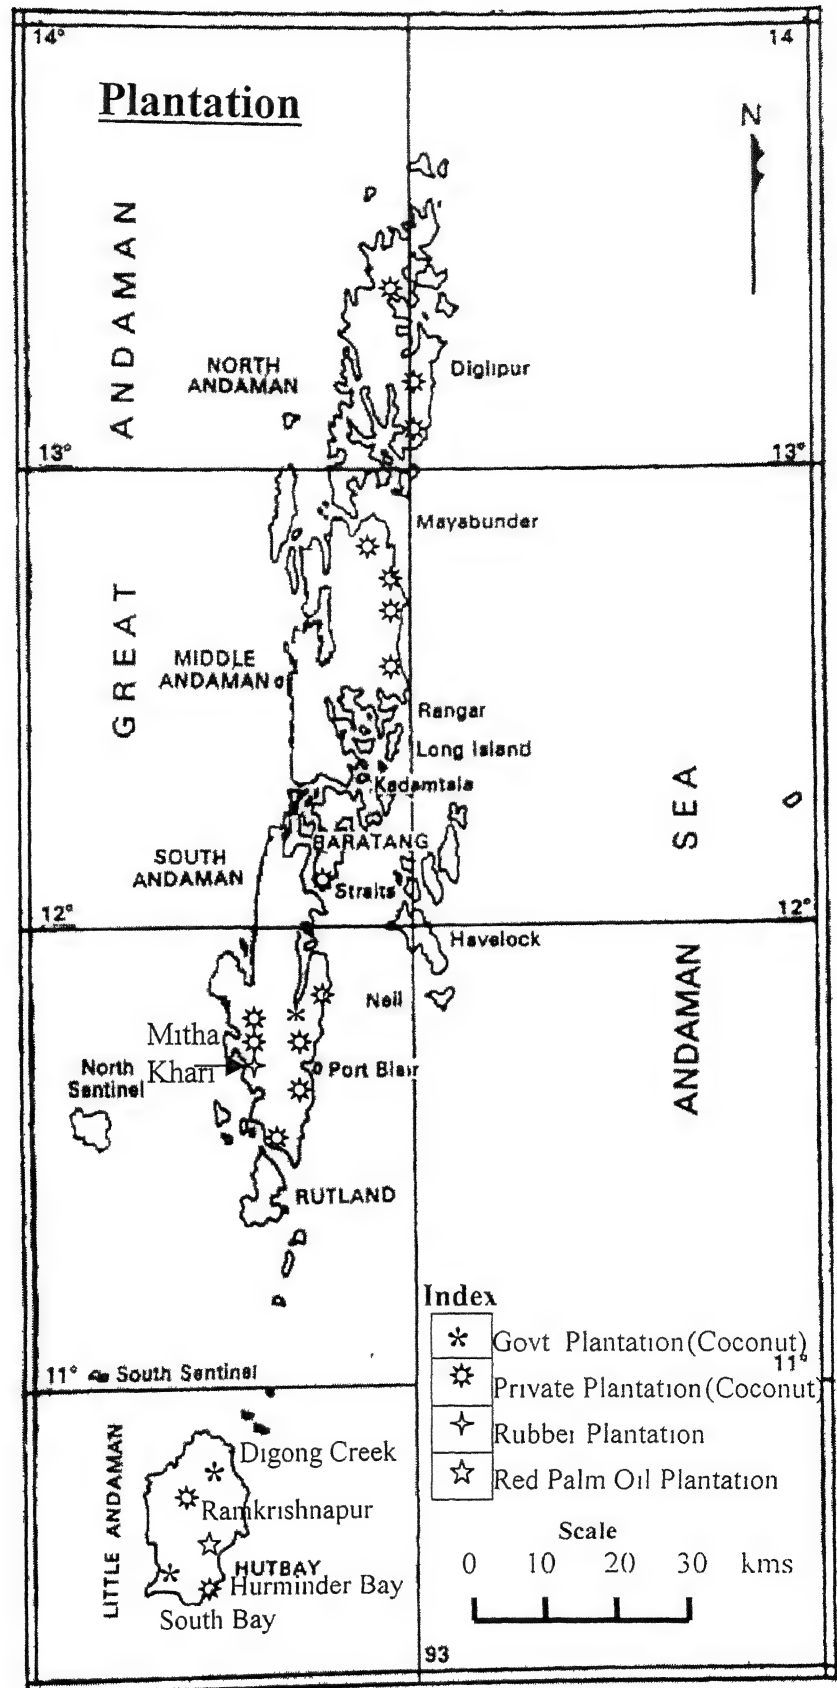 14°
14
Plantation
N
GREAT ANDAMAN
NORTH
ANDAMAN
Diglipur
13°
13°
Mayabunder
MIDDLE
ANDAMAN
Rangar
Long Island
Kadamtala
BARATANG
SOUTH
ANDAMAN
Straits
12°
12°
Havelock
Neil
ANDAMAN SEA
Mitha
Khari
North
Sentinel
Port Blair
RUTLAND
Index
Govt Plantation (Coconut)
Private Plantation (Coconut)
Rubber Plantation
Red Palm Oil Plantation
11°
11°
South Sentinel
LITTLE ANDAMAN
Digong Creek
Ramkrishnapur
HUTBAY
Hurminder Bay
South Bay
Scale
0 10 20 30 kms
93